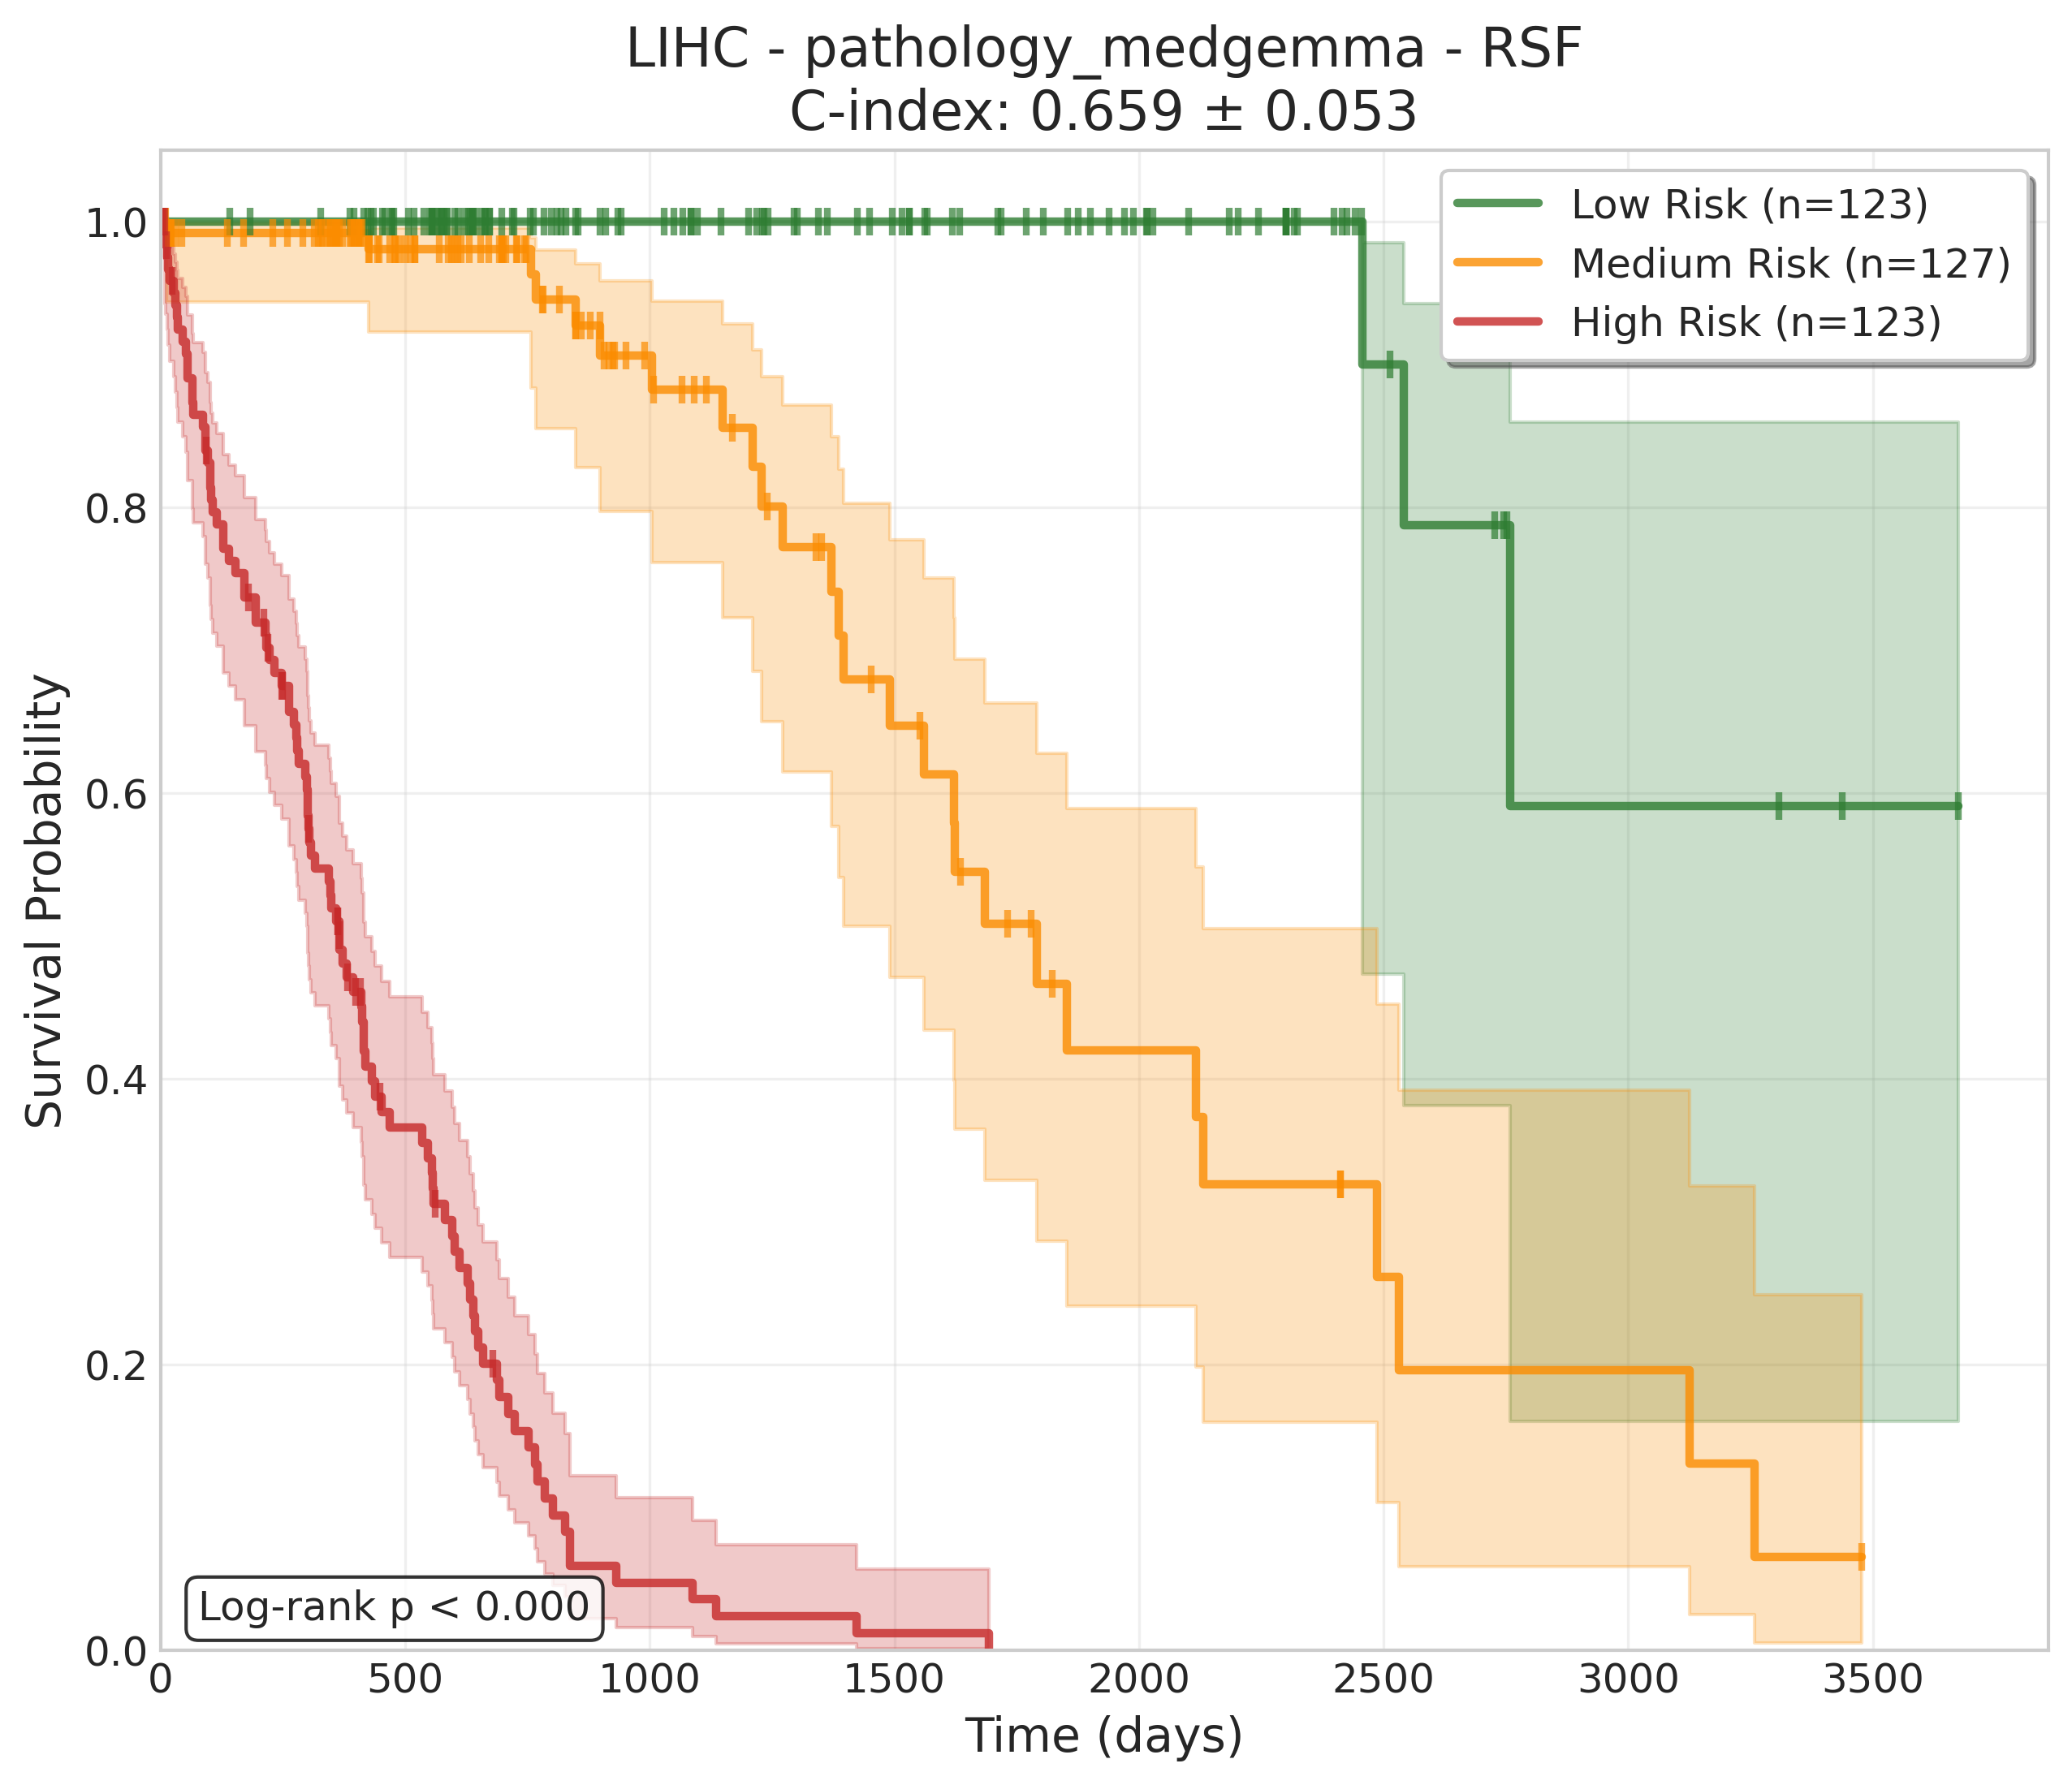 LIHC - pathology_medgemma - RSF
C-index: 0.659 ± 0.053
Low Risk (n=123)
Medium Risk (n=127)
High Risk (n=123)
Survival Probability
1.0
0.8
0.6
0.4
0.2
0.0
Log-rank p < 0.000
0 500 1000 1500 2000 2500 3000 3500
Time (days)